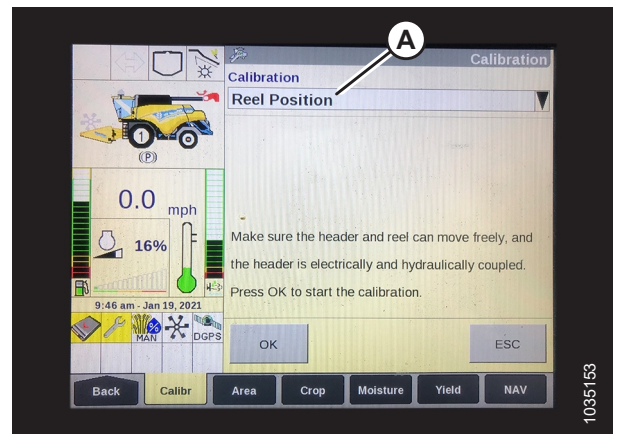 A
Calibration
Calibration
Reel Position
1
(P)
0.0 mph
16%
Make sure the header and reel can move freely, and
the header is electrically and hydraulically coupled.
Press OK to start the calibration.
9:46 am - Jan 19, 2021
MAN
DGPS
OK
ESC
Back
Calibr
Area
Crop
Moisture
Yield
NAV
1035153